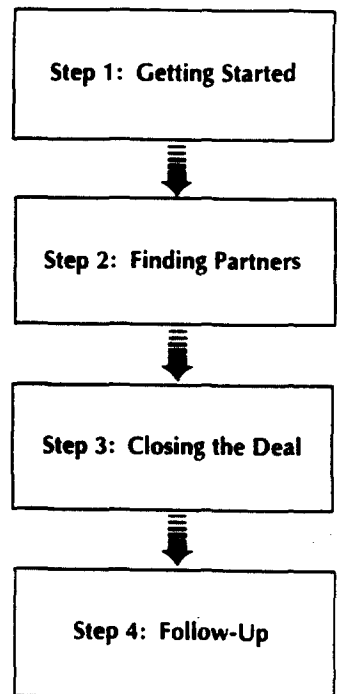 Step 1: Getting Started
Step 2: Finding Partners
Step 3: Closing the Deal
Step 4: Follow-Up